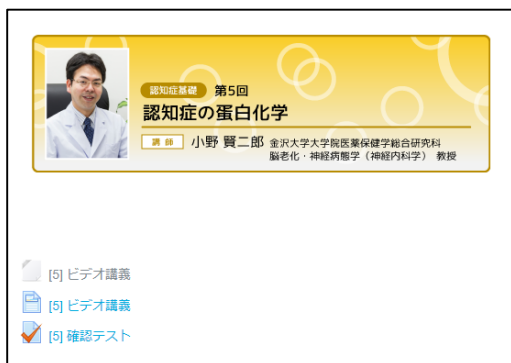 認知症基礎 第5回
認知症の蛋白化学
講師 小野 賢二郎 金沢大学大学院医薬保健学総合研究科
脳老化・神経病態学（神経内科学） 教授
[5] ビデオ講義
[5] ビデオ講義
[5] 確認テスト